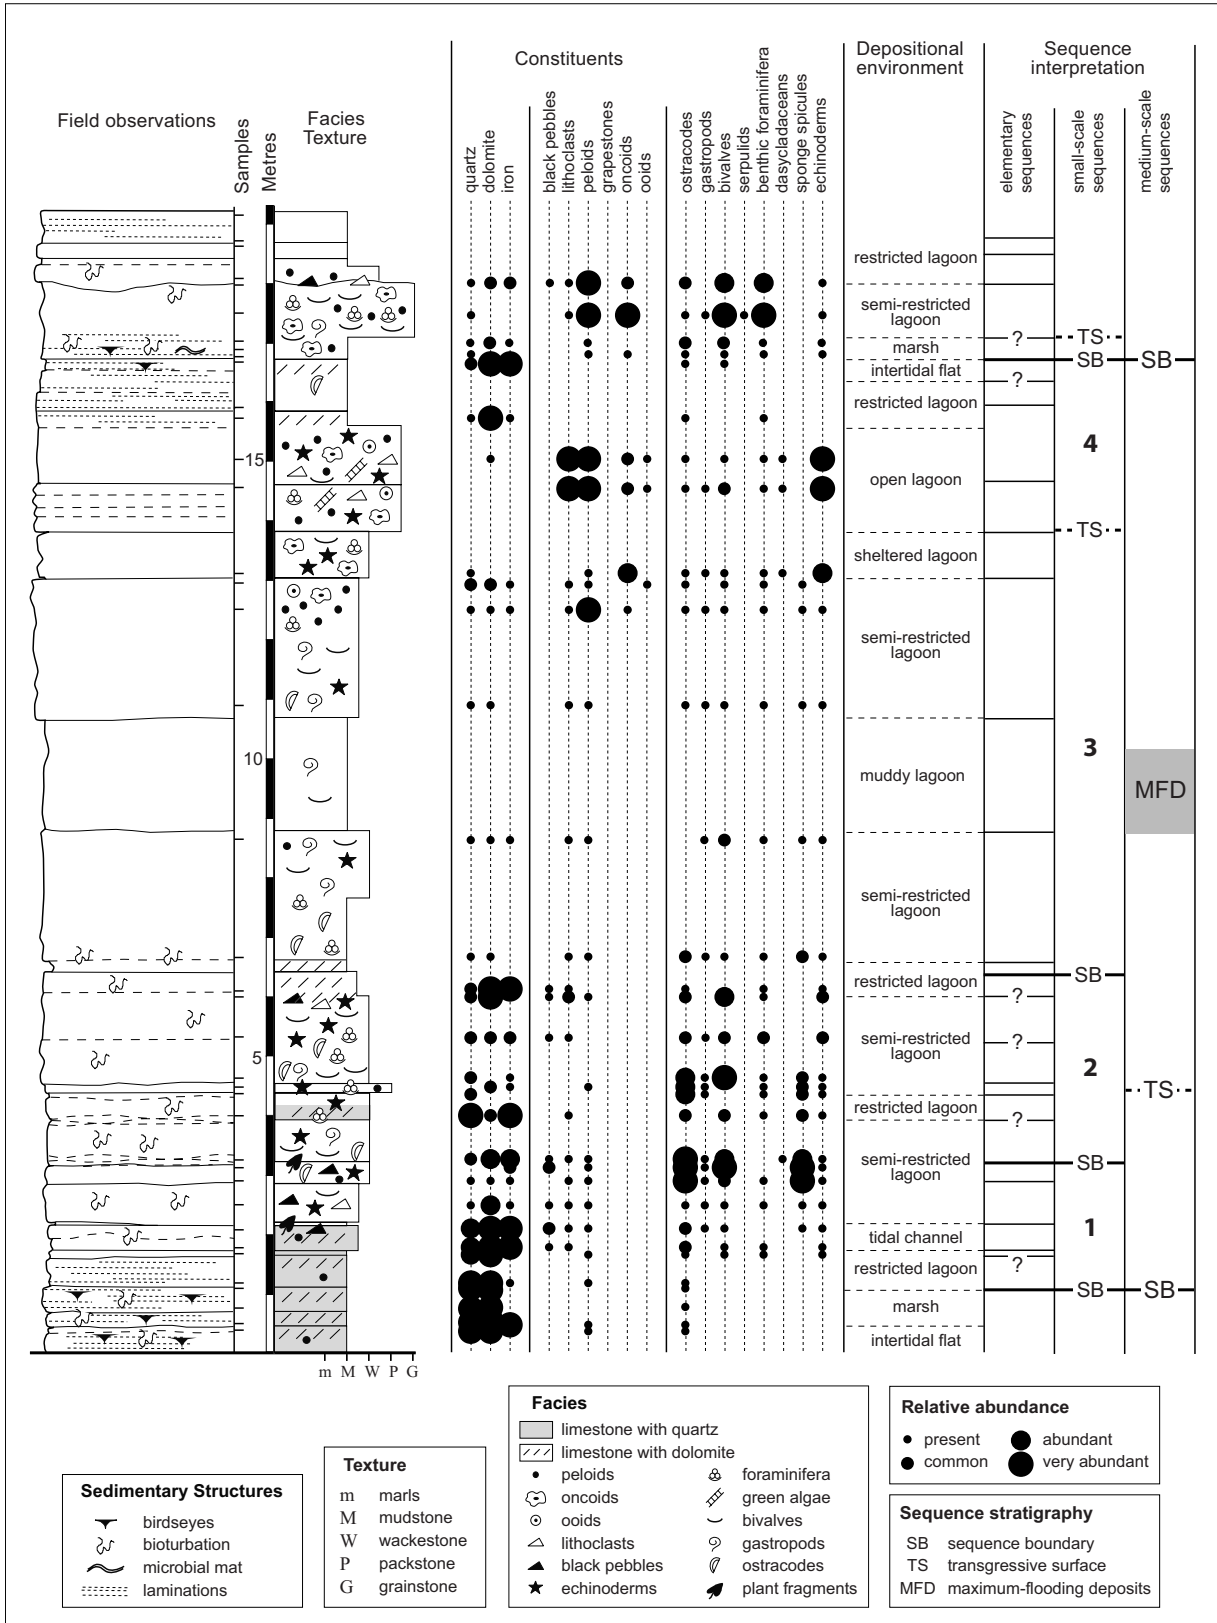 Field observations
Samples
Metres
Facies
Texture
Constituents
quartz
dolomite
iron
black pebbles
lithoclasts
peloids
grapestones
oncoids
ooids
ostracodes
gastropods
bivalves
serpulids
benthic foraminifera
dasycladaceans
sponge spicules
echinoderms
Depositional
environment
Sequence
interpretation
elementary
sequences
small-scale
sequences
medium-scale
sequences
restricted lagoon
semi-restricted
lagoon
? TS
marsh
SB SB
intertidal flat
?
restricted lagoon
4
15
open lagoon
TS
sheltered lagoon
semi-restricted
lagoon
3
10
muddy lagoon
MFD
semi-restricted
lagoon
restricted lagoon
SB
?
semi-restricted
lagoon
?
5
2
TS
restricted lagoon
?
semi-restricted
lagoon
SB
1
tidal channel
restricted lagoon
?
SB SB
marsh
intertidal flat
m M W P G
Sedimentary Structures
birdseyes
bioturbation
microbial mat
laminations
Texture
m marls
M mudstone
W wackestone
P packstone
G grainstone
Facies
limestone with quartz
limestone with dolomite
peloids
oncoids
ooids
lithoclasts
black pebbles
echinoderms
foraminifera
green algae
bivalves
gastropods
ostracodes
plant fragments
Relative abundance
present abundant
common very abundant
Sequence stratigraphy
SB sequence boundary
TS transgressive surface
MFD maximum-flooding deposits